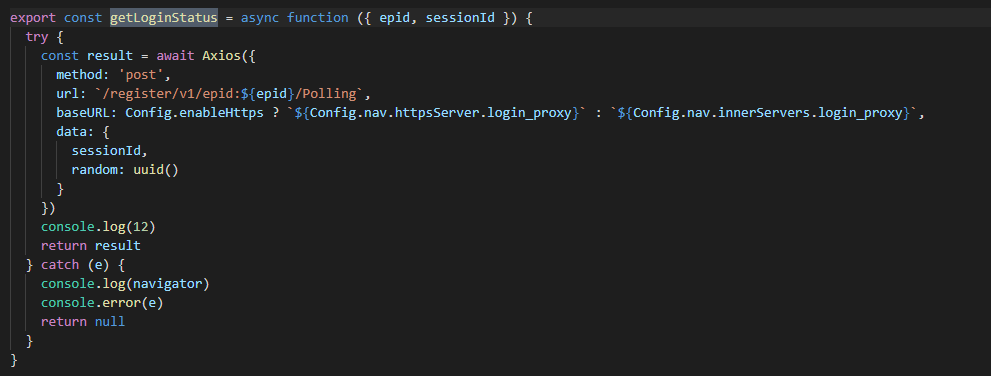 export const getLoginStatus = async function ({ epid, sessionId }) {
try {
const result = await Axios({
method: 'post',
url: `/register/v1/epid:${epid}/Polling`,
baseURL: Config.enableHttps ? `${Config.nav.httpsServer.login_proxy}` : `${Config.nav.innerServers.login_proxy}`,
data: {
sessionId,
random: uuid()
}
})
console.log(12)
return result
} catch (e) {
console.log(navigator)
console.error(e)
return null
}
}